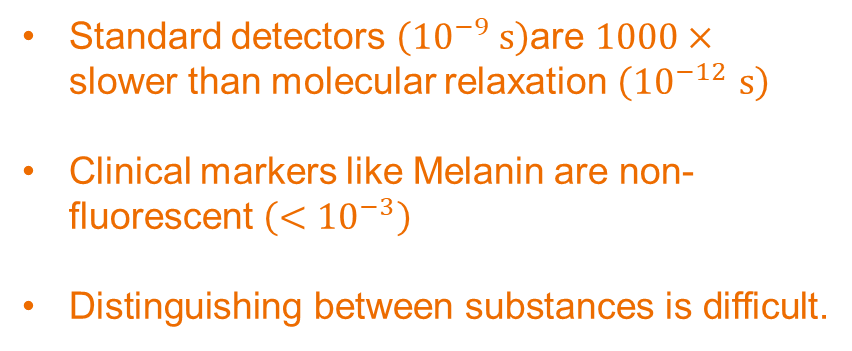 • Standard detectors (10⁻⁹ s)are 1000 ×
slower than molecular relaxation (10⁻¹² s)
• Clinical markers like Melanin are non-
fluorescent (< 10⁻³)
• Distinguishing between substances is difficult.